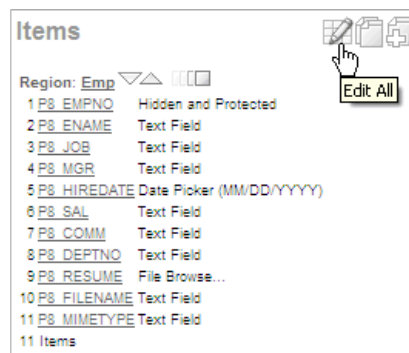 Items
Edit All
Region: Emp
1 P8_EMPNO Hidden and Protected
2 P8_ENAME Text Field
3 P8_JOB Text Field
4 P8_MGR Text Field
5 P8_HIREDATE Date Picker (MM/DD/YYYY)
6 P8_SAL Text Field
7 P8_COMM Text Field
8 P8_DEPTNO Text Field
9 P8_RESUME File Browse...
10 P8_FILENAME Text Field
11 P8_MIMETYPE Text Field
11 Items